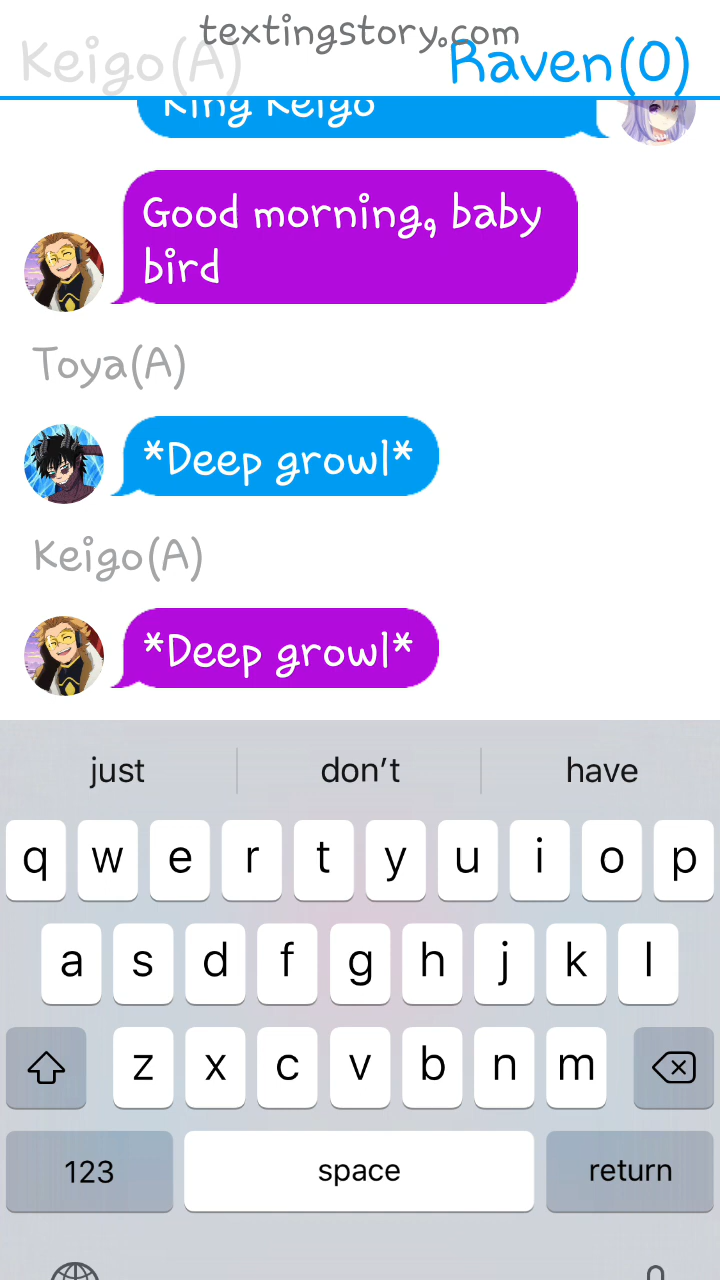 textingstory.com
Keigo(A)
Raven(O)
King Keigo
Good morning, baby
bird
Toya(A)
*Deep growl*
Keigo(A)
*Deep growl*
just don't have
q w e r t y u i o p
a s d f g h j k l
z x c v b n m
123 space return